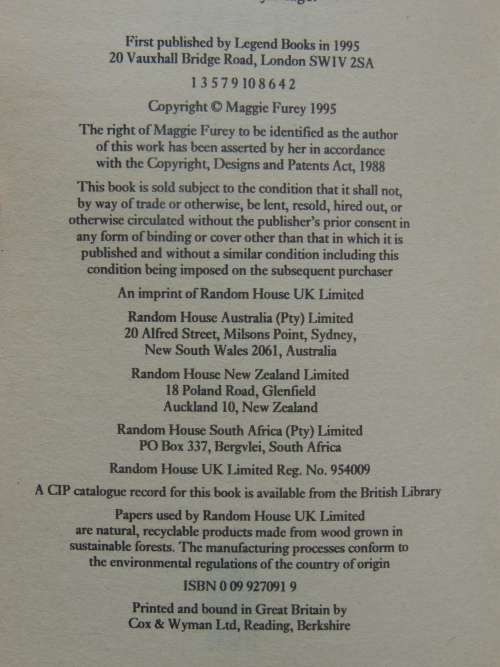 First published by Legend Books in 1995
20 Vauxhall Bridge Road, London SW1V 2SA
1 3 5 7 9 10 8 6 4 2
Copyright © Maggie Furey 1995
The right of Maggie Furey to be identified as the author
of this work has been asserted by her in accordance
with the Copyright, Designs and Patents Act, 1988
This book is sold subject to the condition that it shall not,
by way of trade or otherwise, be lent, resold, hired out, or
otherwise circulated without the publisher's prior consent in
any form of binding or cover other than that in which it is
published and without a similar condition including this
condition being imposed on the subsequent purchaser
An imprint of Random House UK Limited
Random House Australia (Pty) Limited
20 Alfred Street, Milsons Point, Sydney,
New South Wales 2061, Australia
Random House New Zealand Limited
18 Poland Road, Glenfield
Auckland 10, New Zealand
Random House South Africa (Pty) Limited
PO Box 337, Bergvlei, South Africa
Random House UK Limited Reg. No. 954009
A CIP catalogue record for this book is available from the British Library
Papers used by Random House UK Limited
are natural, recyclable products made from wood grown in
sustainable forests. The manufacturing processes conform to
the environmental regulations of the country of origin
ISBN 0 09 927091 9
Printed and bound in Great Britain by
Cox & Wyman Ltd, Reading, Berkshire